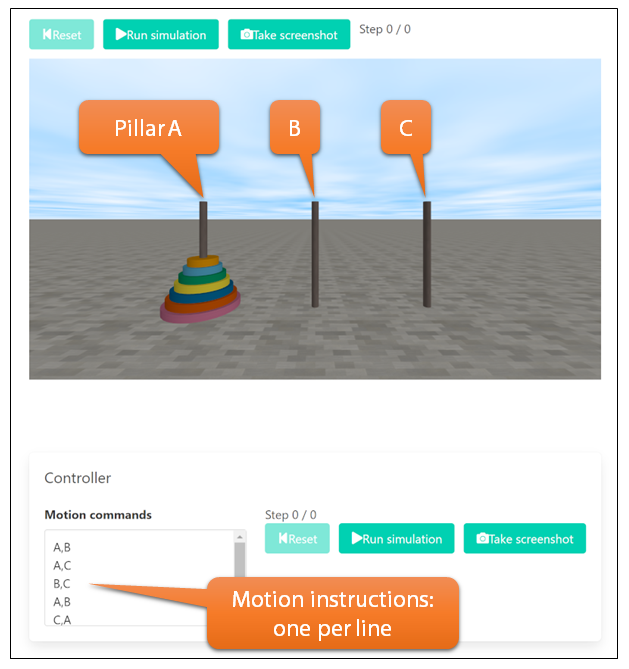 Reset Run simulation Take screenshot Step 0 / 0
Pillar A B C
Controller
Motion commands Step 0 / 0
Reset Run simulation Take screenshot
A,B
A,C
B,C
A,B
C,A
Motion instructions:
one per line